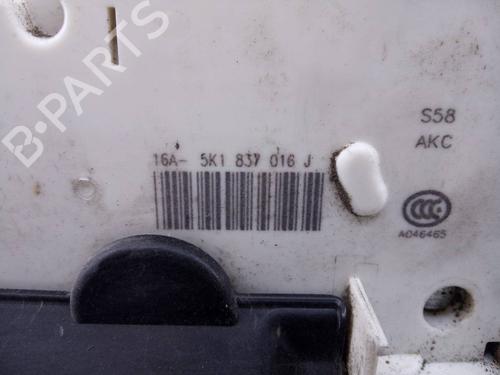 B-PARTS
S58
AKC
16A- 5K1 837 016 J
CCC
A046465